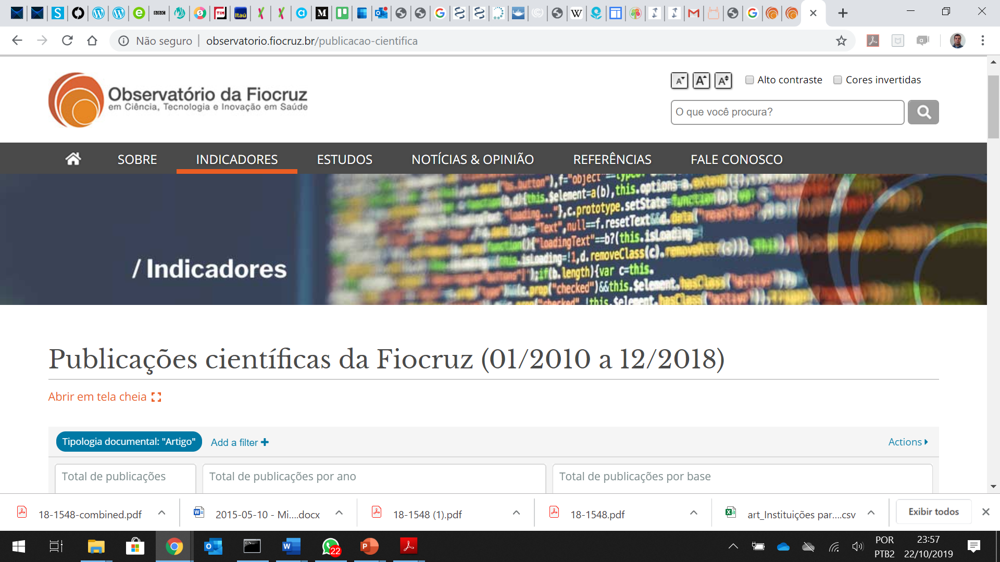 Não seguro | observatorio.fiocruz.br/publicacao-cientifica
Observatório da Fiocruz
em Ciência, Tecnologia e Inovação em Saúde
Alto contraste Cores invertidas
O que você procura?
SOBRE INDICADORES ESTUDOS NOTÍCIAS & OPINIÃO REFERÊNCIAS FALE CONOSCO
/ Indicadores
Publicações científicas da Fiocruz (01/2010 a 12/2018)
Abrir em tela cheia
Tipologia documental: "Artigo" Add a filter Actions
Total de publicações Total de publicações por ano Total de publicações por base
18-1548-combined.pdf 2015-05-10 - Mi....docx 18-1548 (1).pdf 18-1548.pdf art_Instituições par....csv Exibir todos
22
POR 23:57
PTB2 22/10/2019